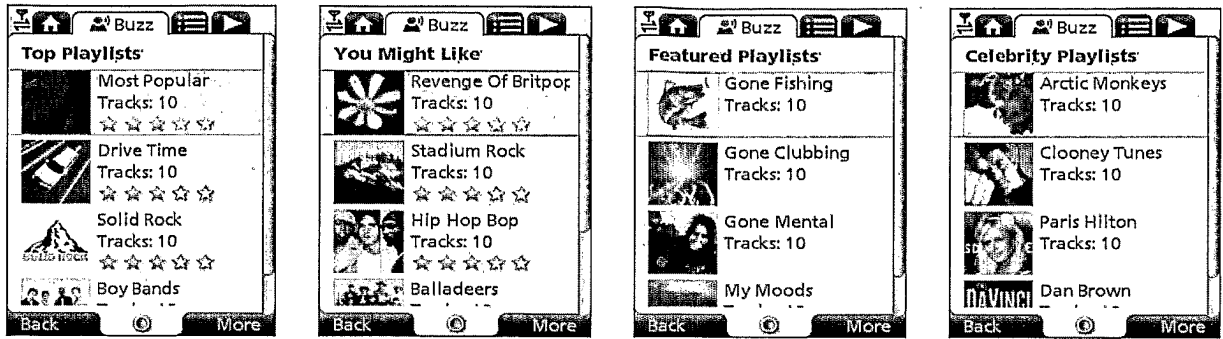 Buzz
Top Playlists
Most Popular
Tracks: 10
Drive Time
Tracks: 10
Solid Rock
Tracks: 10
SOLID ROCK
Boy Bands
Back
More
Buzz
You Might Like
Revenge Of Britpop
Tracks: 10
Stadium Rock
Tracks: 10
Hip Hop Bop
Tracks: 10
Balladeers
Back
More
Buzz
Featured Playlists
Gone Fishing
Tracks: 10
Gone Clubbing
Tracks: 10
Gone Mental
Tracks: 10
My Moods
Back
More
Buzz
Celebrity Playlists
Arctic Monkeys
Tracks: 10
Clooney Tunes
Tracks: 10
Paris Hilton
Tracks: 10
Dan Brown
DAVINCI
Back
More